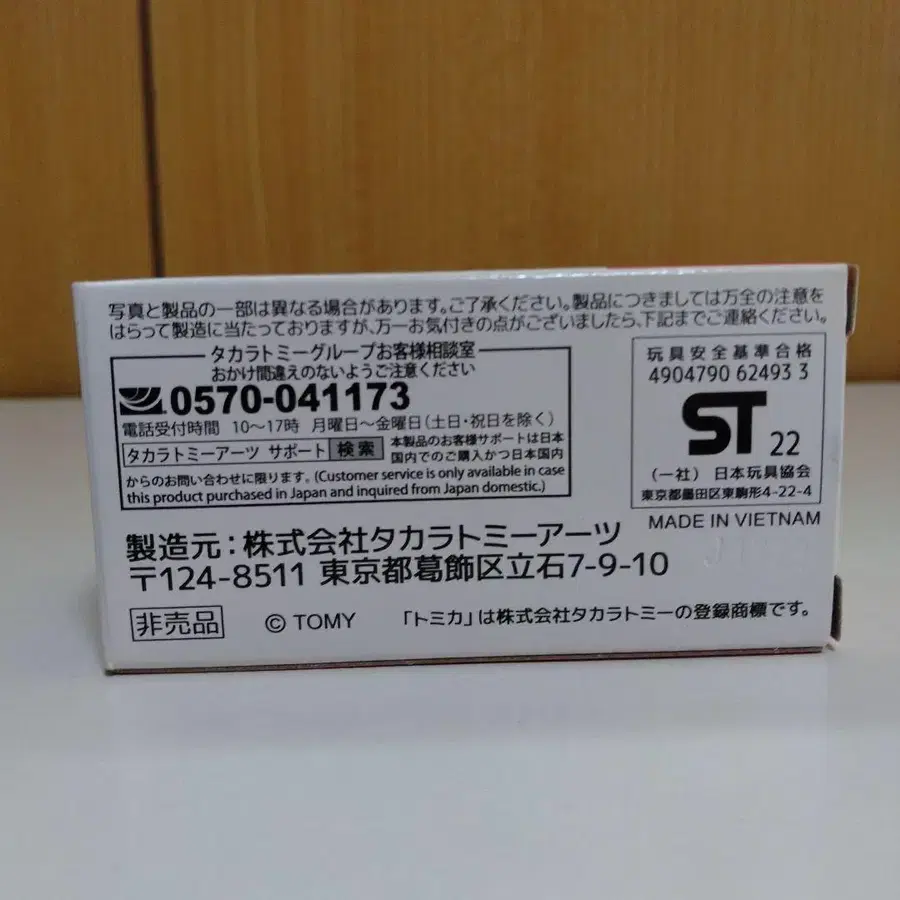 写真と製品の一部は異なる場合があります。ご了承ください。製品につきましては万全の注意を
はらって製造に当たっておりますが、万一お気付きの点がございましたら、下記までご連絡ください。
タカラトミーグループお客様相談室
おかけ間違えのないようご注意ください
0570-041173
電話受付時間 10〜17時 月曜日〜金曜日(土日・祝日を除く)
タカラトミーアーツ サポート 検索
本製品のお客様サポートは日本
国内でのご購入かつ日本国内
からのお問い合わせに限ります。(Customer service is only available in case
this product purchased in Japan and inquired from Japan domestic.)
玩具安全基準合格
4904790 62493 3
ST 22
(一社) 日本玩具協会
東京都墨田区東駒形4-22-4
MADE IN VIETNAM
製造元:株式会社タカラトミーアーツ
〒124-8511 東京都葛飾区立石7-9-10
非売品 © TOMY 「トミカ」は株式会社タカラトミーの登録商標です。